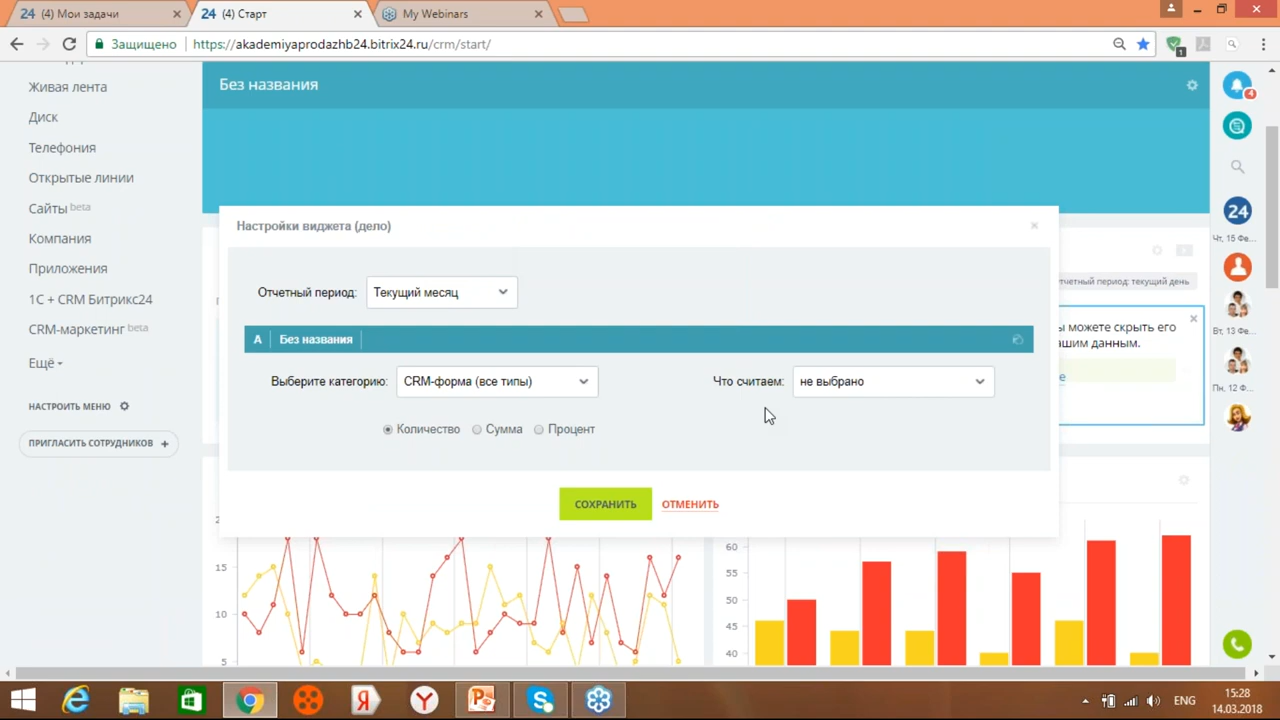 24 (4) Мои задачи
24 (4) Старт
My Webinars
Защищено
https://akademiyaprodazhb24.bitrix24.ru/crm/start/
1
Живая лента
Диск
Телефония
Открытые линии
Сайты beta
Компания
Приложения
1С + CRM Битрикс24
CRM-маркетинг beta
Ещё
НАСТРОИТЬ МЕНЮ
ПРИГЛАСИТЬ СОТРУДНИКОВ +
Без названия
Настройки виджета (дело)
Отчетный период: Текущий месяц
А Без названия
Выберите категорию: CRM-форма (все типы)
Что считаем: не выбрано
Количество Сумма Процент
СОХРАНИТЬ ОТМЕНИТЬ
тчетный период: текущий день
ы можете скрыть его
ашим данным.
е
15
10
5
60
55
50
45
40
4
24
Чт, 15 Фе...
Вт, 13 Фе...
Пн, 12 Ф...
ENG
15:28
14.03.2018